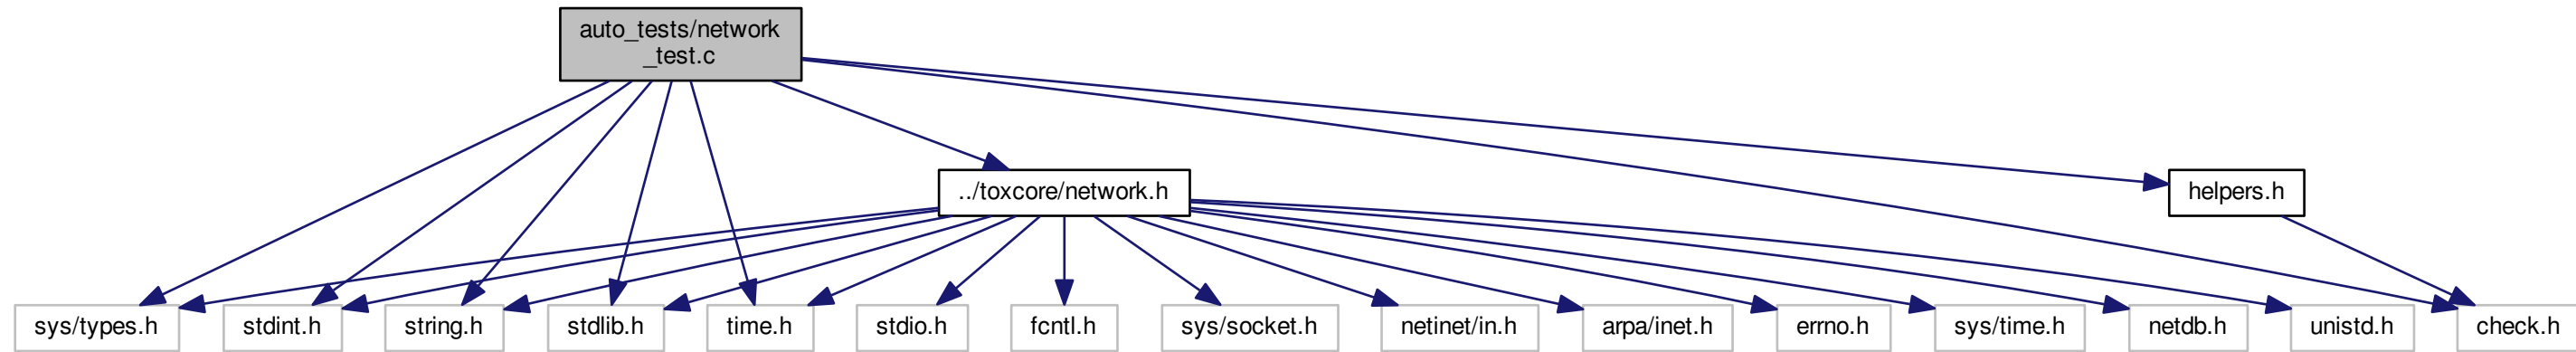 auto_tests/network
_test.c
../toxcore/network.h
helpers.h
sys/types.h
stdint.h
string.h
stdlib.h
time.h
stdio.h
fcntl.h
sys/socket.h
netinet/in.h
arpa/inet.h
errno.h
sys/time.h
netdb.h
unistd.h
check.h